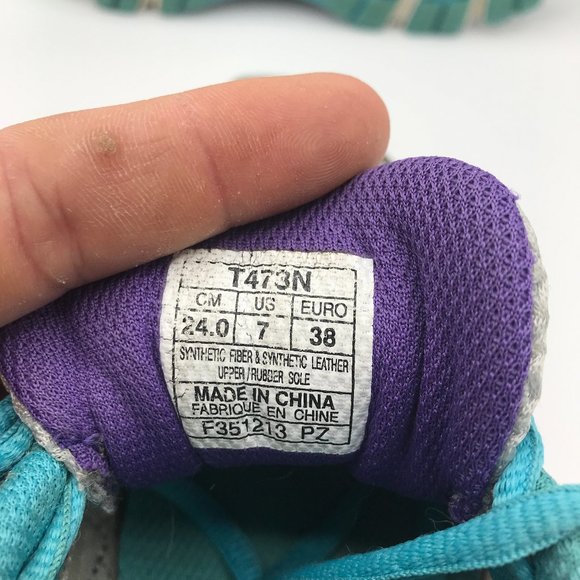 T473N
CM US EURO
24.0 7 38
SYNTHETIC FIBER & SYNTHETIC LEATHER
UPPER/RUBBER SOLE
MADE IN CHINA
FABRIQUE EN CHINE
F351213 PZ